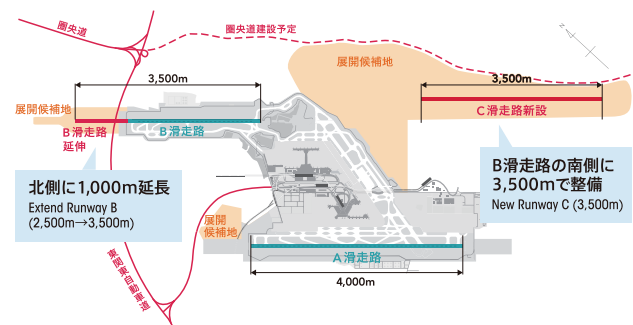 圏央道
圏央道建設予定
N
展開候補地
3,500m
3,500m
展開候補地
B滑走路
延伸
B滑走路
C滑走路新設
北側に1,000m延長
Extend Runway B
(2,500m→3,500m)
B滑走路の南側に
3,500mで整備
New Runway C (3,500m)
展開
候補地
東関東自動車道
A滑走路
4,000m